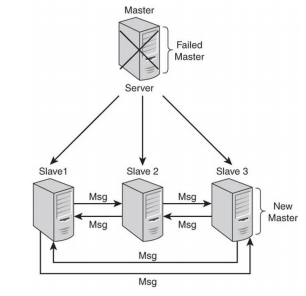 Master
Failed
Master
Server
Slave1
Slave 2
Slave 3
Msg
Msg
Msg
Msg
New
Master
Msg
Msg